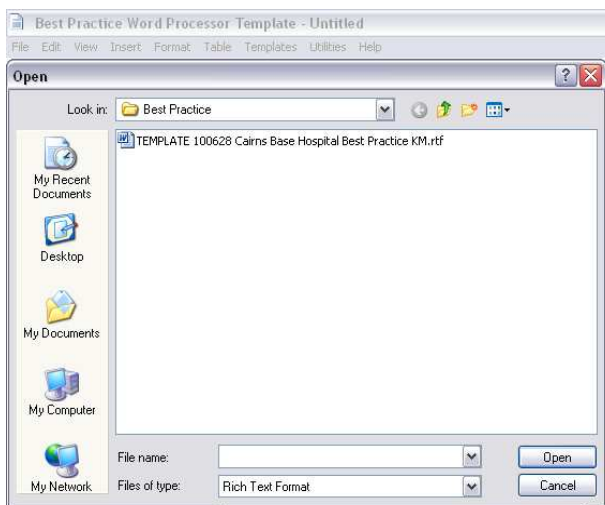 Best Practice Word Processor Template - Untitled
File Edit View Insert Format Table Templates Utilities Help
Open
Look in: Best Practice
TEMPLATE 100628 Cairns Base Hospital Best Practice KM.rtf
My Recent
Documents
Desktop
My Documents
My Computer
My Network
File name:
Open
Files of type: Rich Text Format
Cancel